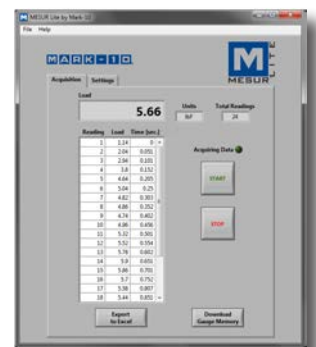 MESUR Lite by Mark-10
File Help
MARK-10
M
LITE
MESUR
Acquisition Settings
Load
5.66
Units
lbF
Total Readings
24
Reading Load Time [sec.]
1 1.24 0
2 2.04 0.051
3 2.94 0.101
4 3.8 0.152
5 4.64 0.205
6 5.04 0.25
7 4.82 0.303
8 4.86 0.352
9 4.74 0.402
10 4.86 0.456
11 5.32 0.501
12 5.52 0.554
13 5.76 0.602
14 5.9 0.651
15 5.86 0.701
16 5.7 0.752
17 5.56 0.807
18 5.44 0.851
Acquiring Data
START
STOP
Export
to Excel
Download
Gauge Memory